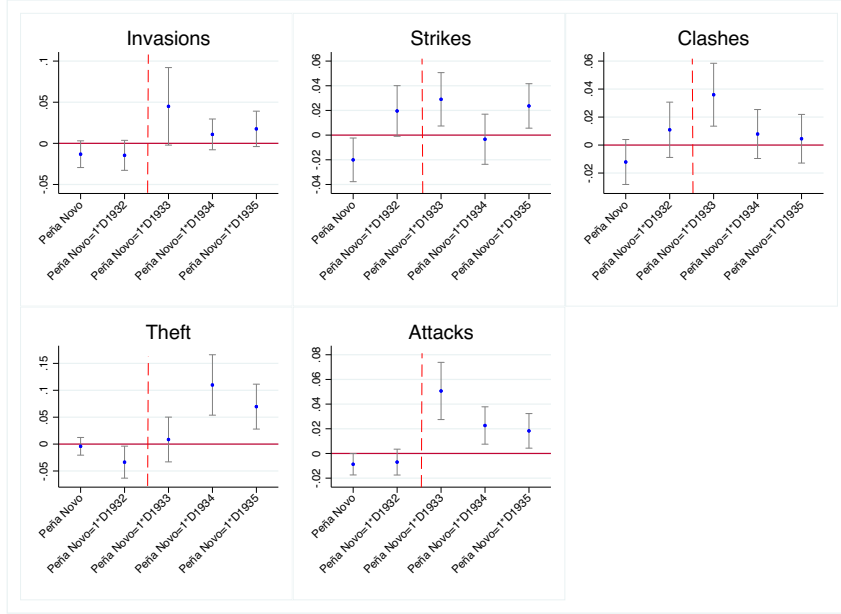 Invasions
.1
.05
0
-.05
Peña Novo
Peña Novo=1*D1932
Peña Novo=1*D1933
Peña Novo=1*D1934
Peña Novo=1*D1935
Strikes
.06
.04
.02
0
-.02
-.04
Peña Novo
Peña Novo=1*D1932
Peña Novo=1*D1933
Peña Novo=1*D1934
Peña Novo=1*D1935
Clashes
.06
.04
.02
0
-.02
Peña Novo
Peña Novo=1*D1932
Peña Novo=1*D1933
Peña Novo=1*D1934
Peña Novo=1*D1935
Theft
.15
.1
.05
0
-.05
Peña Novo
Peña Novo=1*D1932
Peña Novo=1*D1933
Peña Novo=1*D1934
Peña Novo=1*D1935
Attacks
.08
.06
.04
.02
0
-.02
Peña Novo
Peña Novo=1*D1932
Peña Novo=1*D1933
Peña Novo=1*D1934
Peña Novo=1*D1935